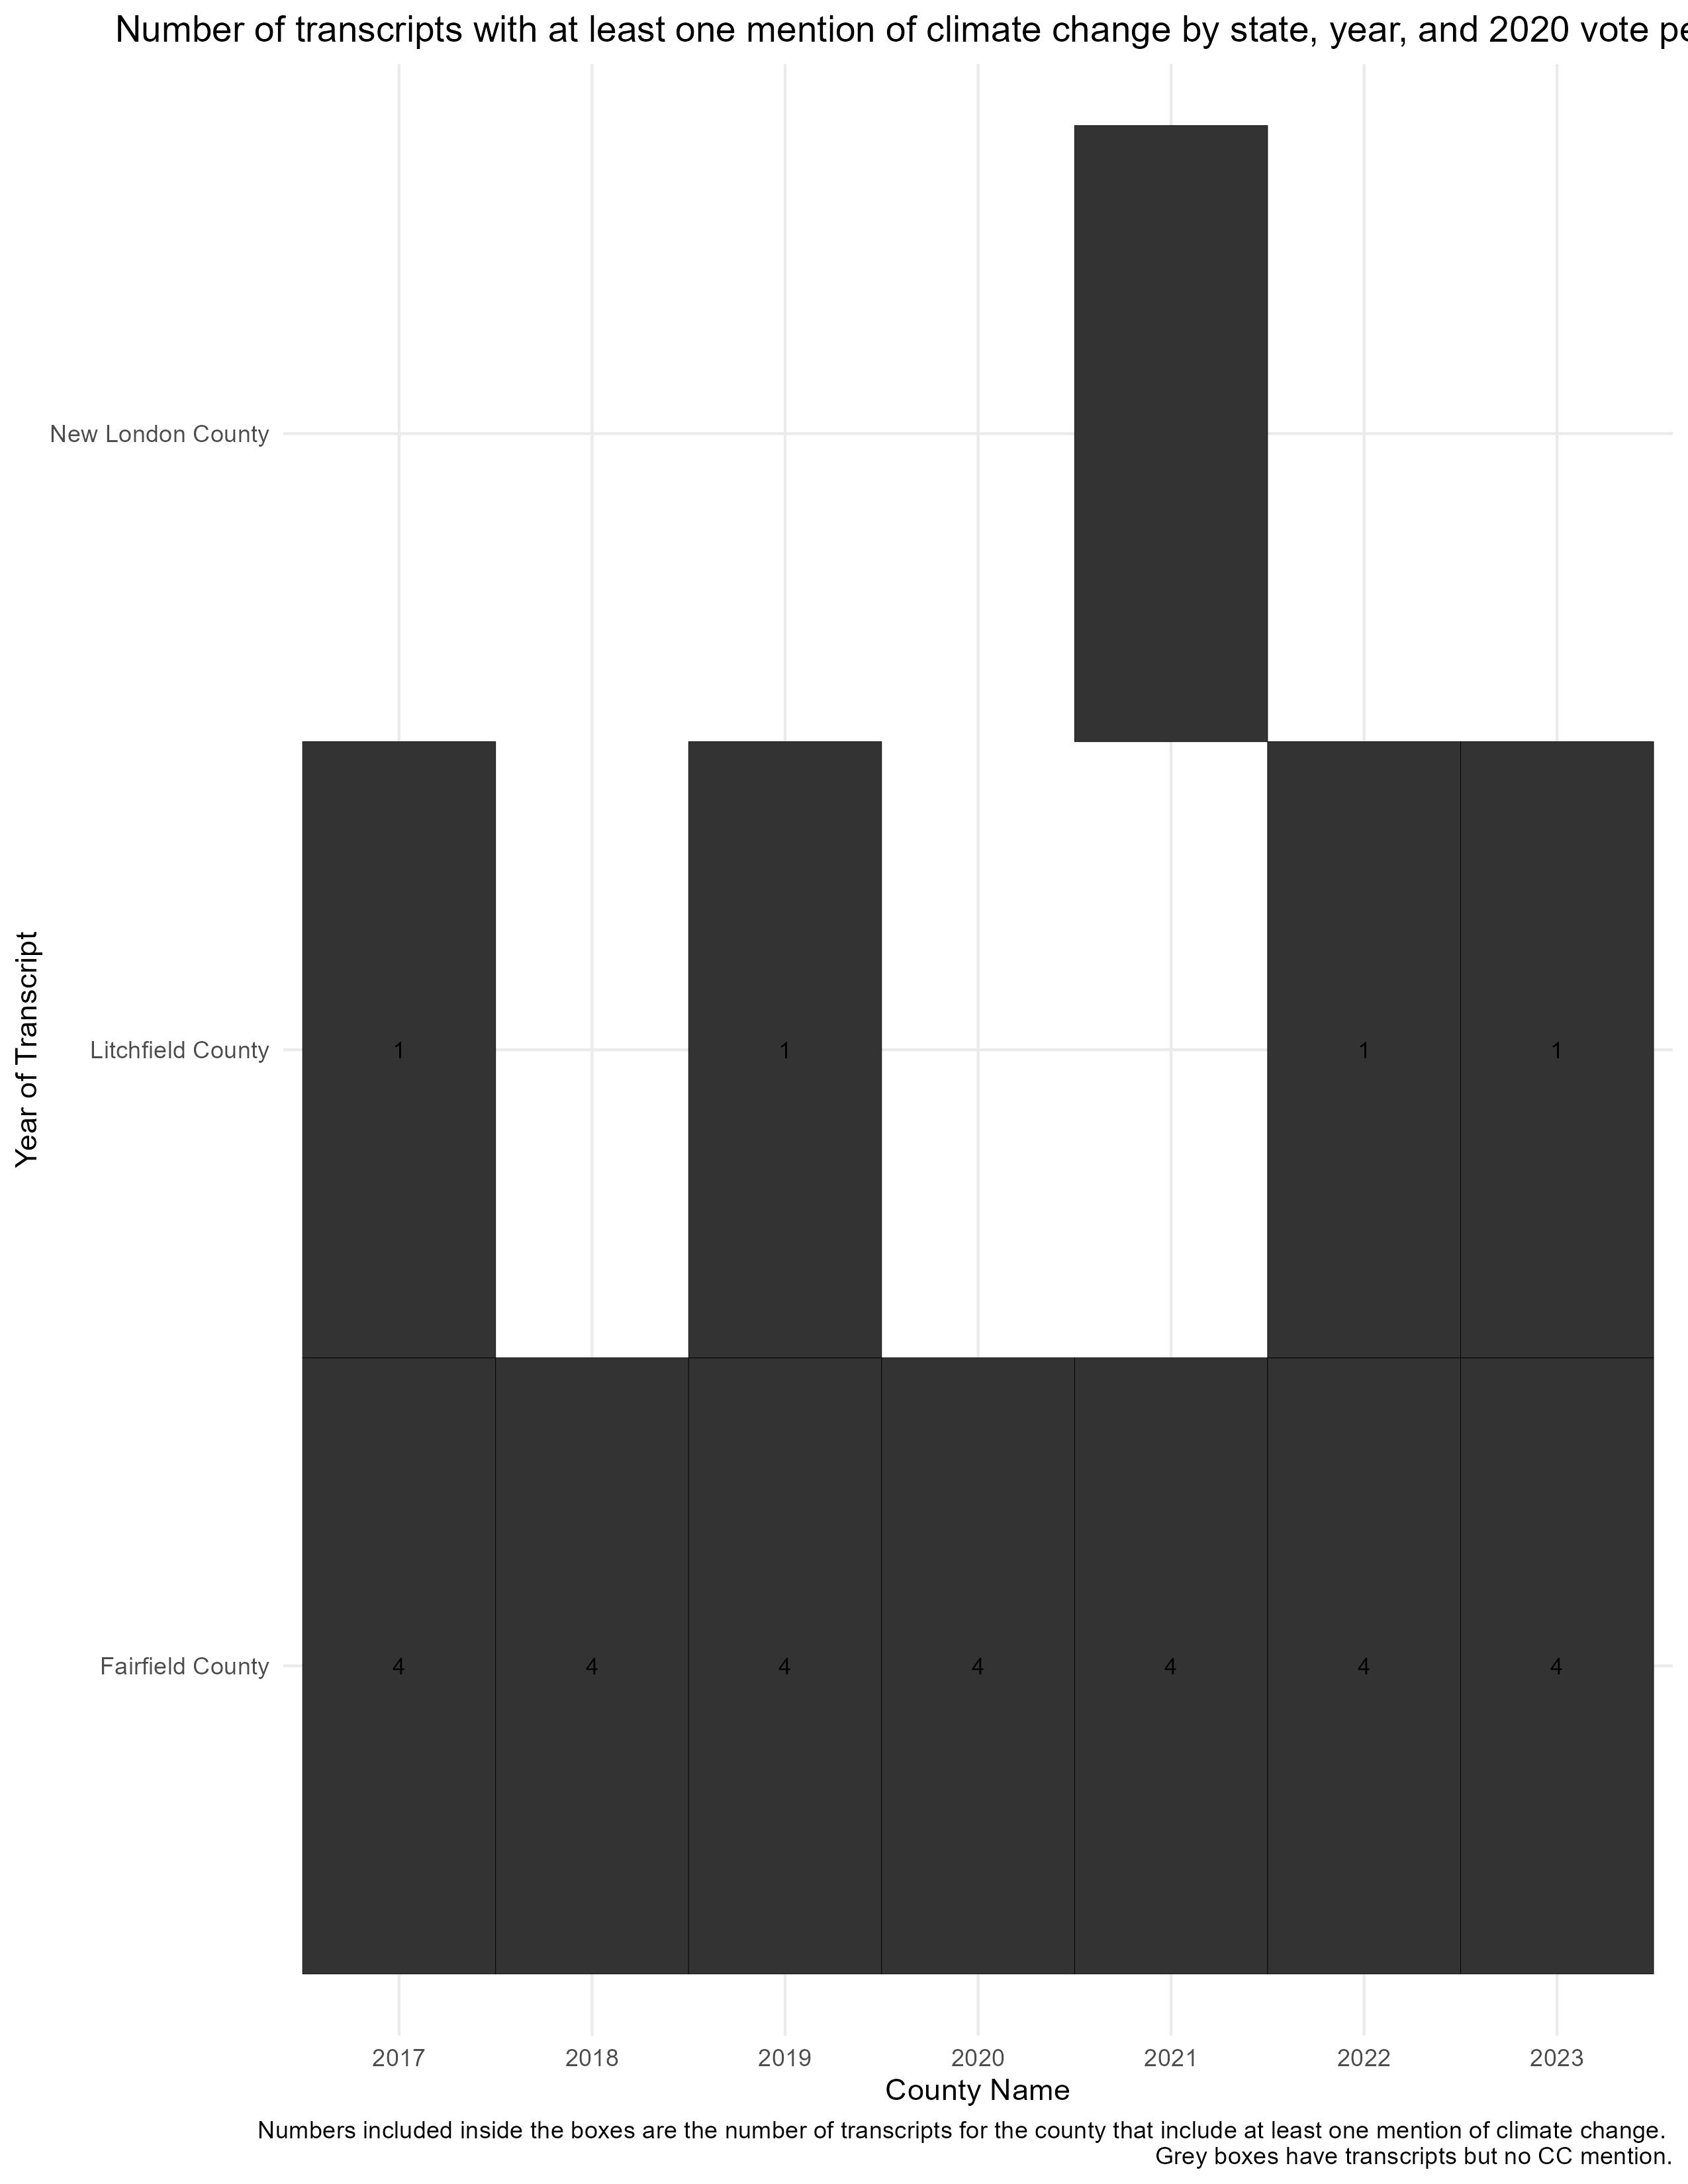 Number of transcripts with at least one mention of climate change by state, year, and 2020 vote pe
New London County
Litchfield County
1 1 1 1
Fairfield County
4 4 4 4 4 4 4
Year of Transcript
2017 2018 2019 2020 2021 2022 2023
County Name
Numbers included inside the boxes are the number of transcripts for the county that include at least one mention of climate change.
Grey boxes have transcripts but no CC mention.